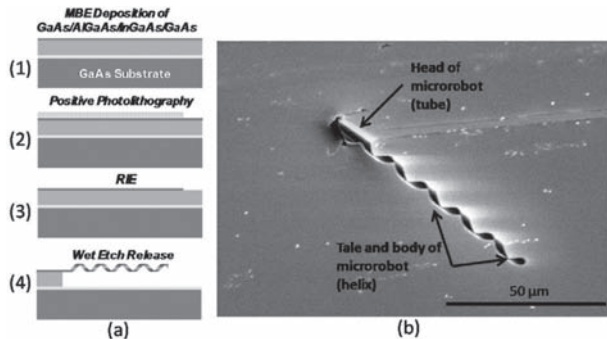 MBE Deposition of
GaAs/AlGaAs/InGaAs/GaAs
(1)
GaAs Substrate
Positive Photolithography
(2)
RIE
(3)
Wet Etch Release
(4)
(a)
Head of
microrobot
(tube)
Tale and body of
microrobot
(helix)
50 µm
(b)